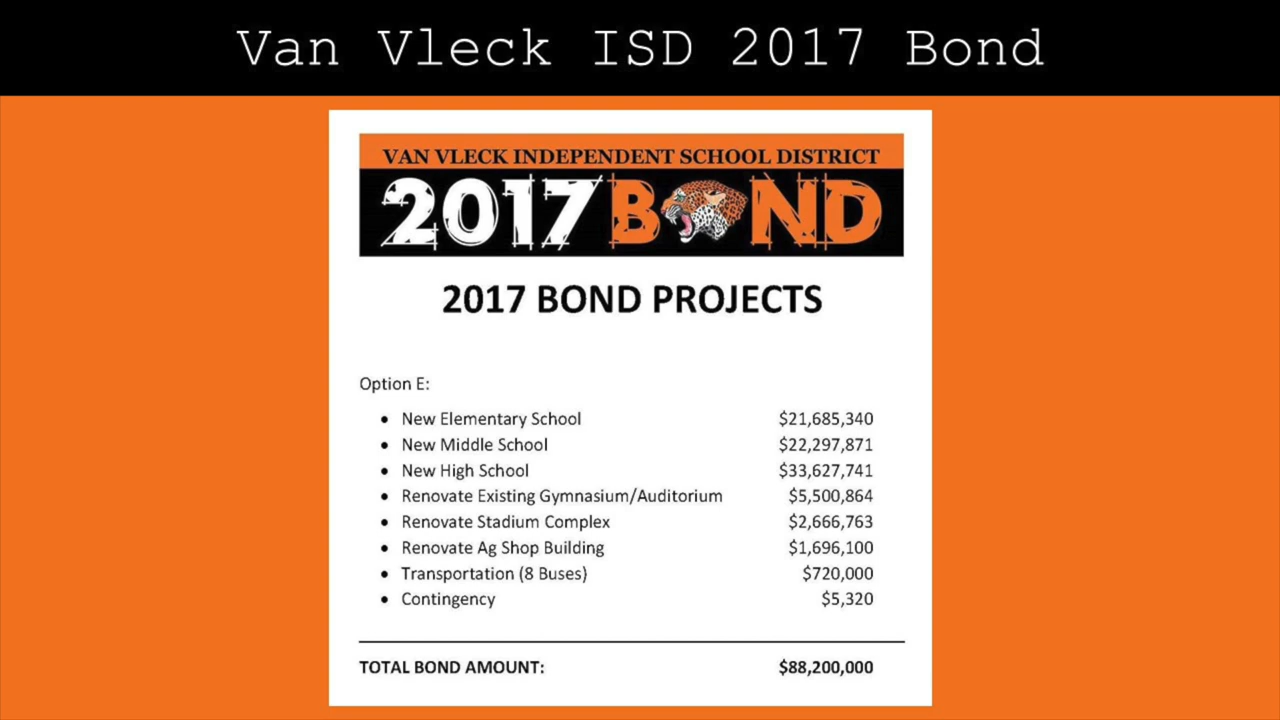 Van Vleck ISD 2017 Bond
VAN VLECK INDEPENDENT SCHOOL DISTRICT
2017 BOND
2017 BOND PROJECTS
Option E:
• New Elementary School $21,685,340
• New Middle School $22,297,871
• New High School $33,627,741
• Renovate Existing Gymnasium/Auditorium $5,500,864
• Renovate Stadium Complex $2,666,763
• Renovate Ag Shop Building $1,696,100
• Transportation (8 Buses) $720,000
• Contingency $5,320
TOTAL BOND AMOUNT: $88,200,000